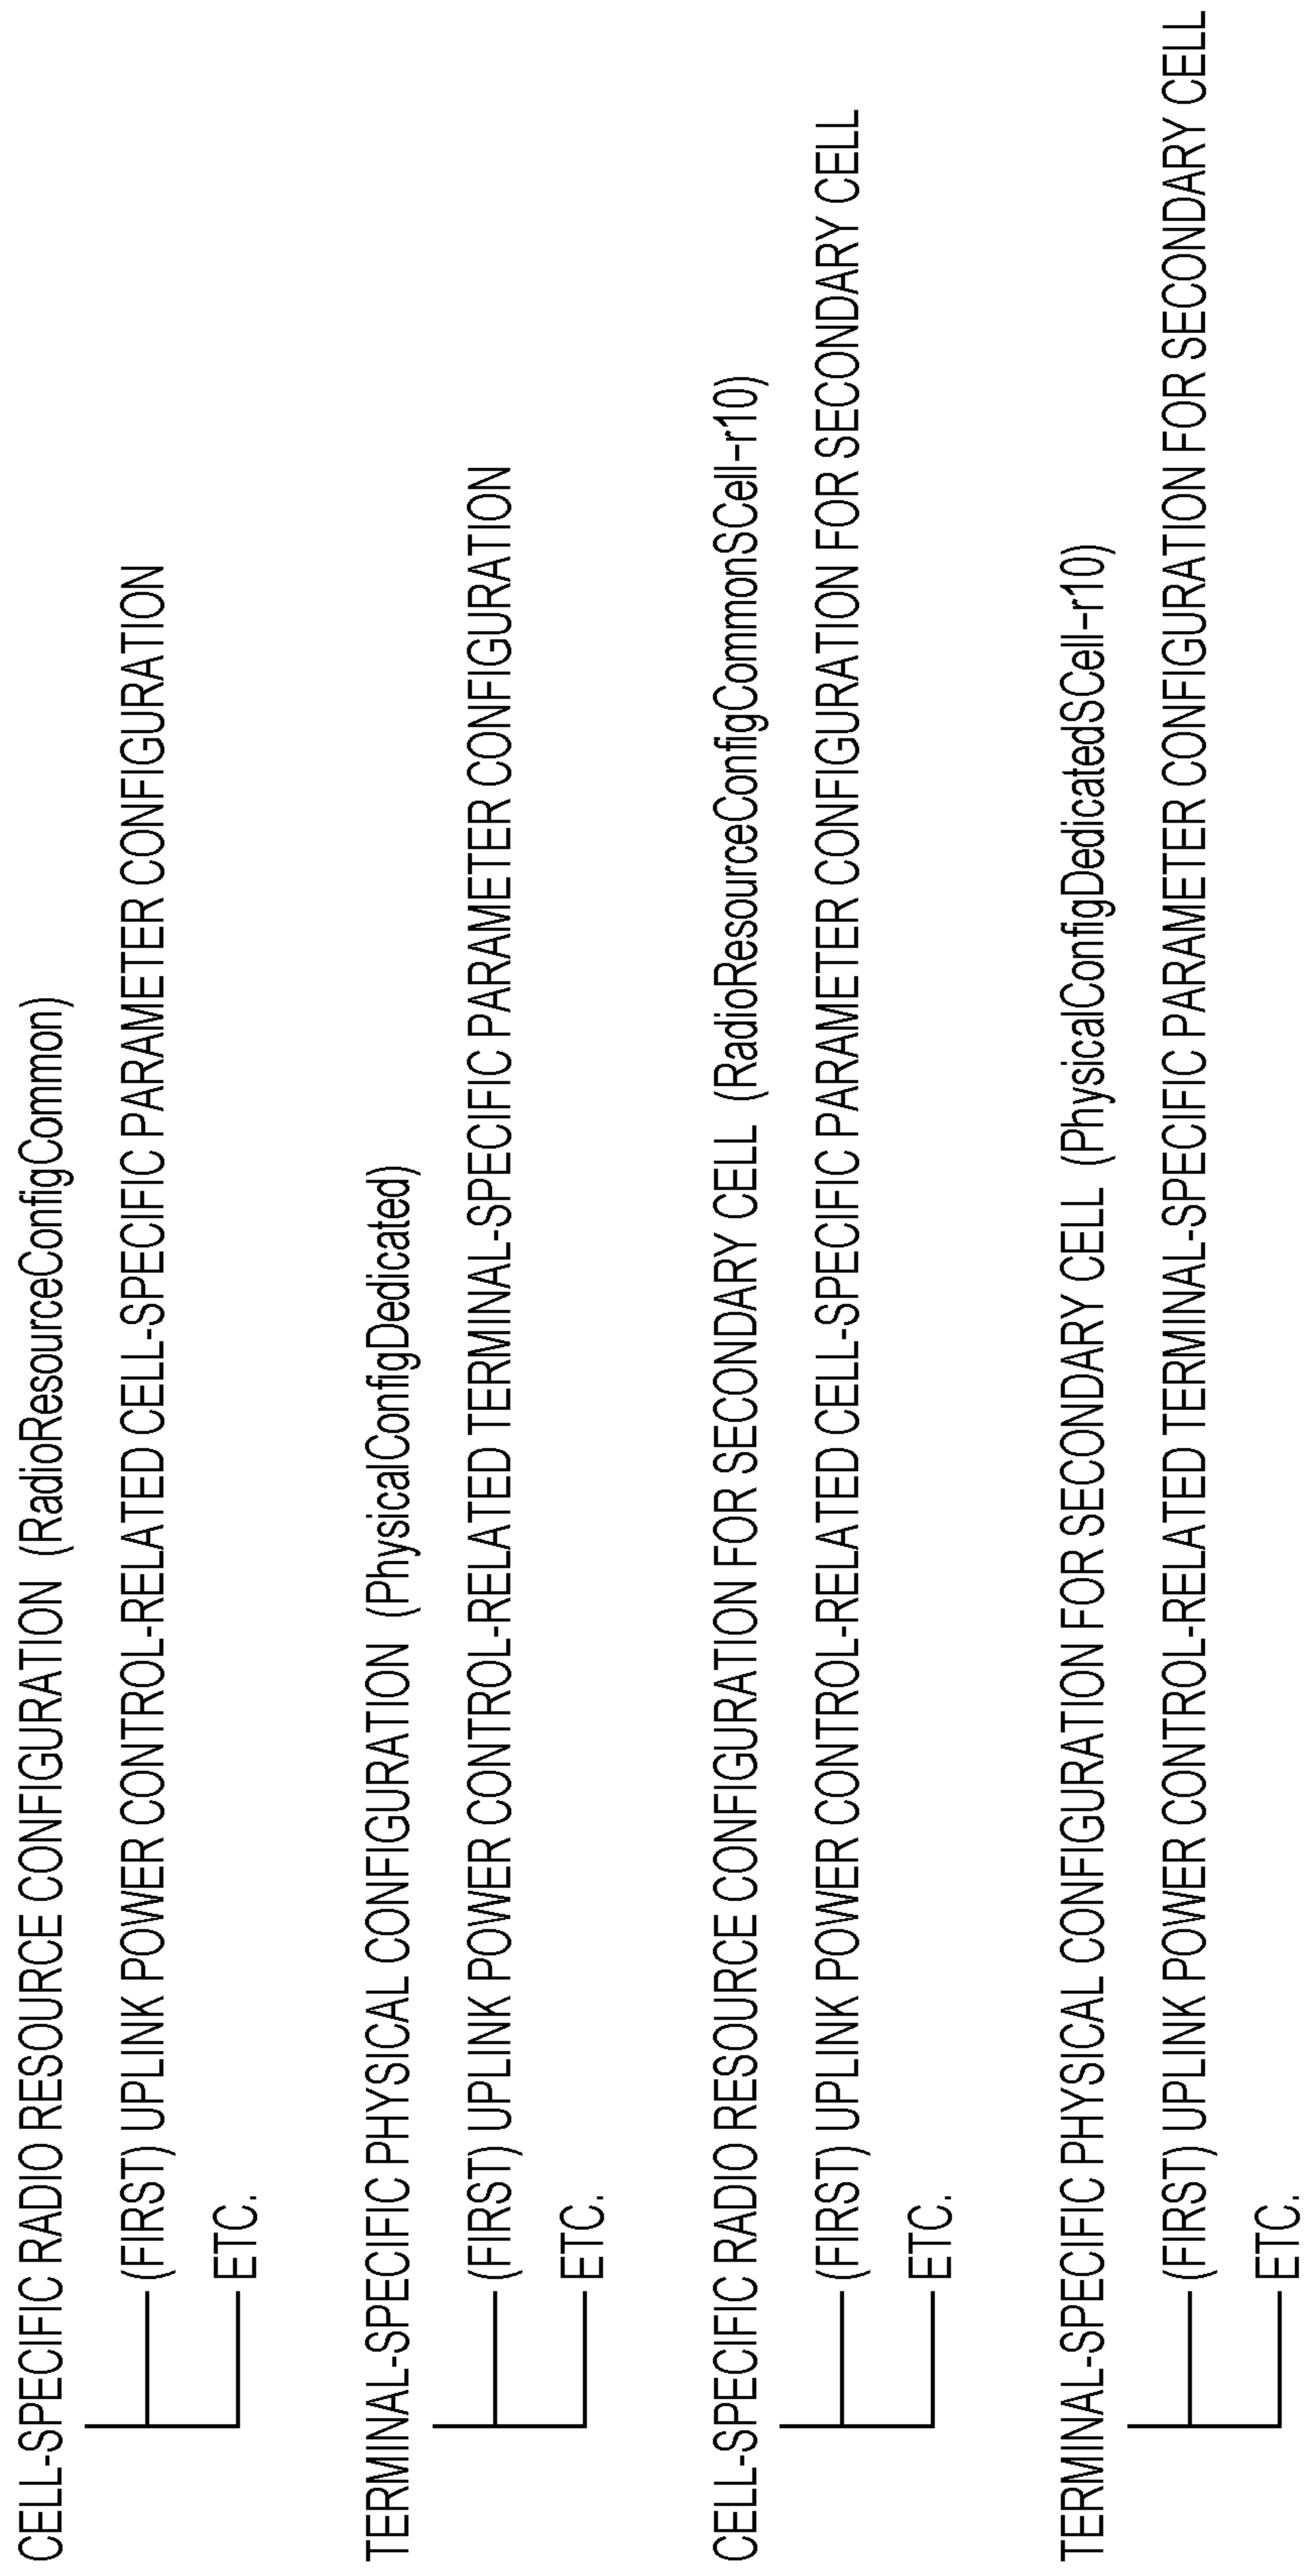 CELL-SPECIFIC RADIO RESOURCE CONFIGURATION (RadioResourceConfigCommon)
(FIRST) UPLINK POWER CONTROL-RELATED CELL-SPECIFIC PARAMETER CONFIGURATION
ETC.
TERMINAL-SPECIFIC PHYSICAL CONFIGURATION (PhysicalConfigDedicated)
(FIRST) UPLINK POWER CONTROL-RELATED TERMINAL-SPECIFIC PARAMETER CONFIGURATION
ETC.
CELL-SPECIFIC RADIO RESOURCE CONFIGURATION FOR SECONDARY CELL (RadioResourceConfigCommonSCell-r10)
(FIRST) UPLINK POWER CONTROL-RELATED CELL-SPECIFIC PARAMETER CONFIGURATION FOR SECONDARY CELL
ETC.
TERMINAL-SPECIFIC PHYSICAL CONFIGURATION FOR SECONDARY CELL (PhysicalConfigDedicatedSCell-r10)
(FIRST) UPLINK POWER CONTROL-RELATED TERMINAL-SPECIFIC PARAMETER CONFIGURATION FOR SECONDARY CELL
ETC.